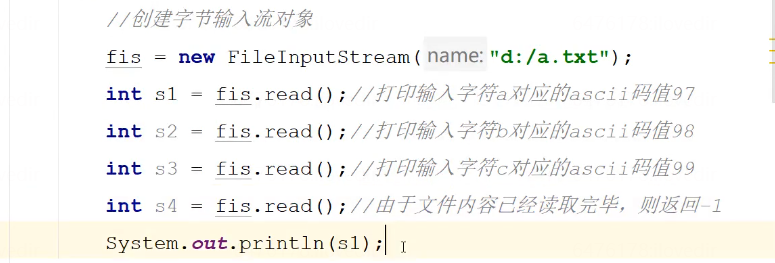 //创建字节输入流对象
fis = new FileInputStream( name: "d:/a.txt");
int s1 = fis.read();//打印输入字符a对应的ascii码值97
int s2 = fis.read();//打印输入字符b对应的ascii码值98
int s3 = fis.read();//打印输入字符c对应的ascii码值99
int s4 = fis.read();//由于文件内容已经读取完毕，则返回-1
System.out.println(s1);